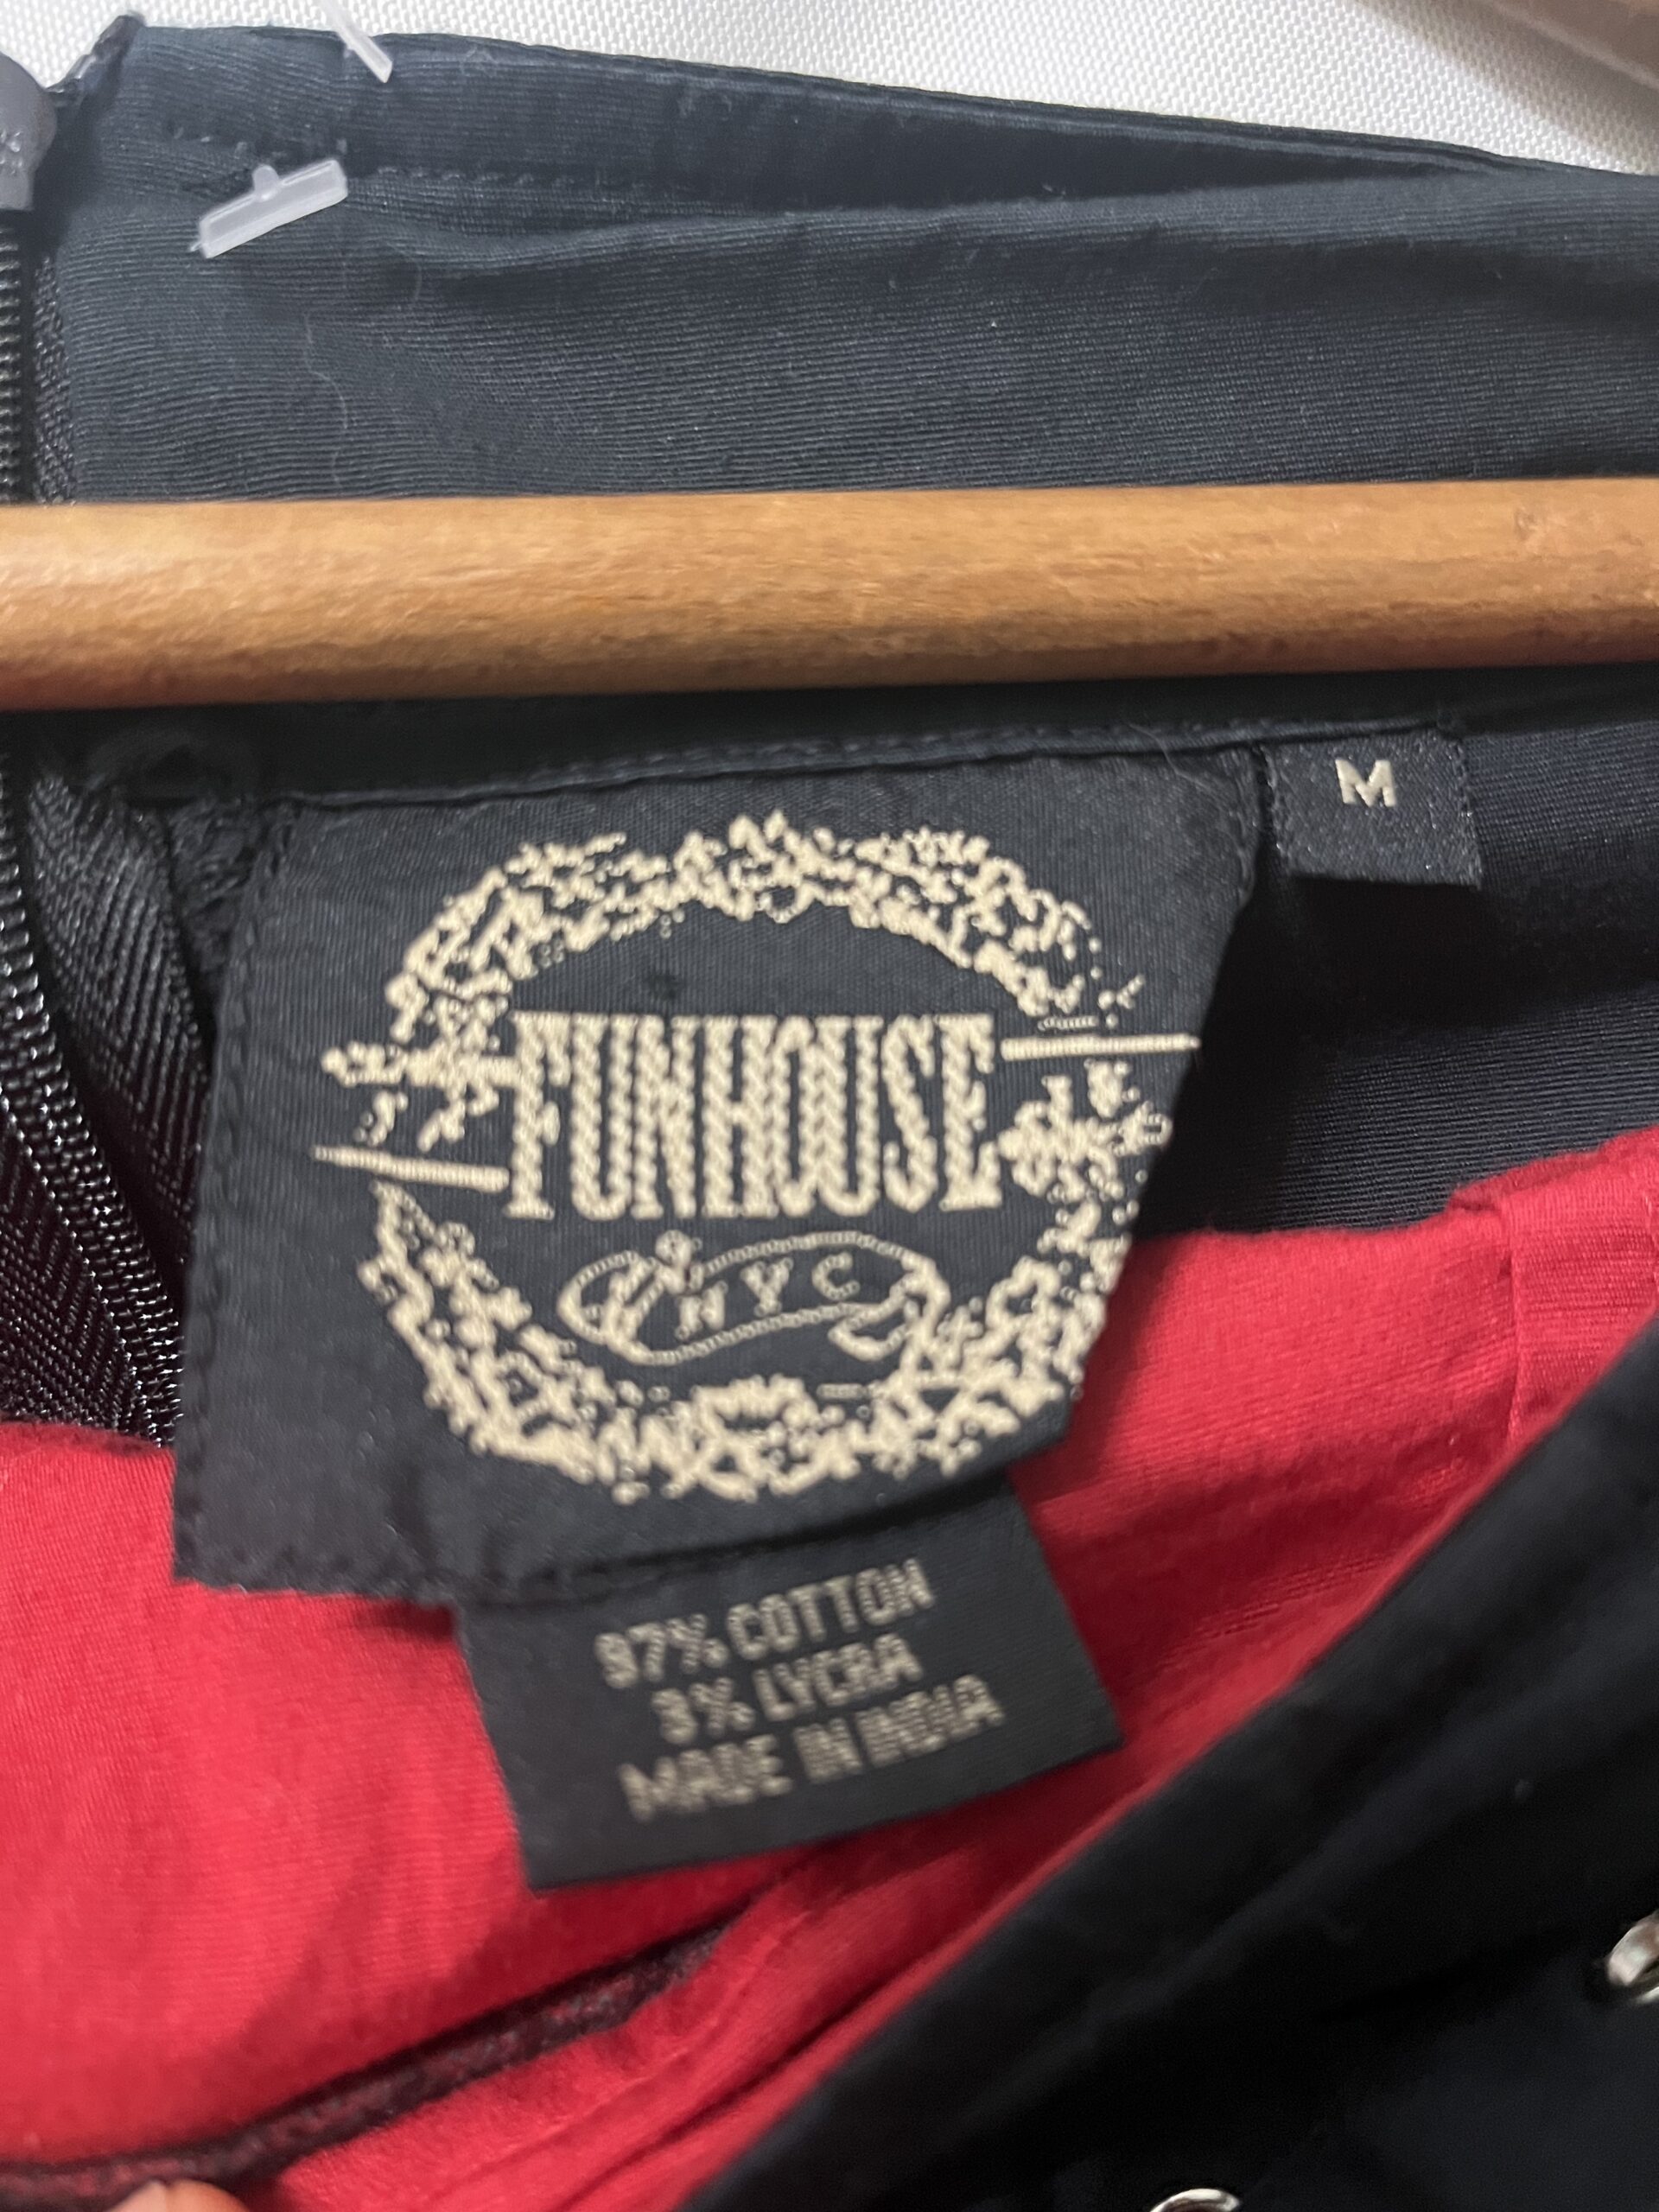 M
FUNHOUSE
NYC
97% COTTON
3% LYCRA
MADE IN INDIA